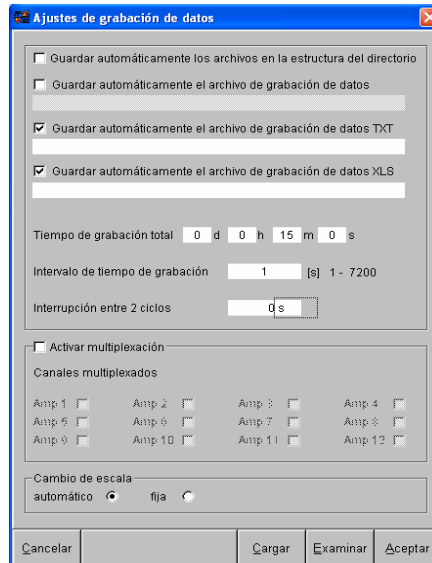 Ajustes de grabación de datos
Guardar automáticamente los archivos en la estructura del directorio
Guardar automáticamente el archivo de grabación de datos
Guardar automáticamente el archivo de grabación de datos TXT
Guardar automáticamente el archivo de grabación de datos XLS
Tiempo de grabación total 0 d 0 h 15 m 0 s
Intervalo de tiempo de grabación 1 [s] 1 - 7200
Interrupción entre 2 ciclos 0 s
Activar multiplexación
Canales multiplexados
Amp 1 Amp 2 Amp 3 Amp 4
Amp 5 Amp 6 Amp 7 Amp 8
Amp 9 Amp 10 Amp 11 Amp 12
Cambio de escala
automático fija
Cancelar Cargar Examinar Aceptar